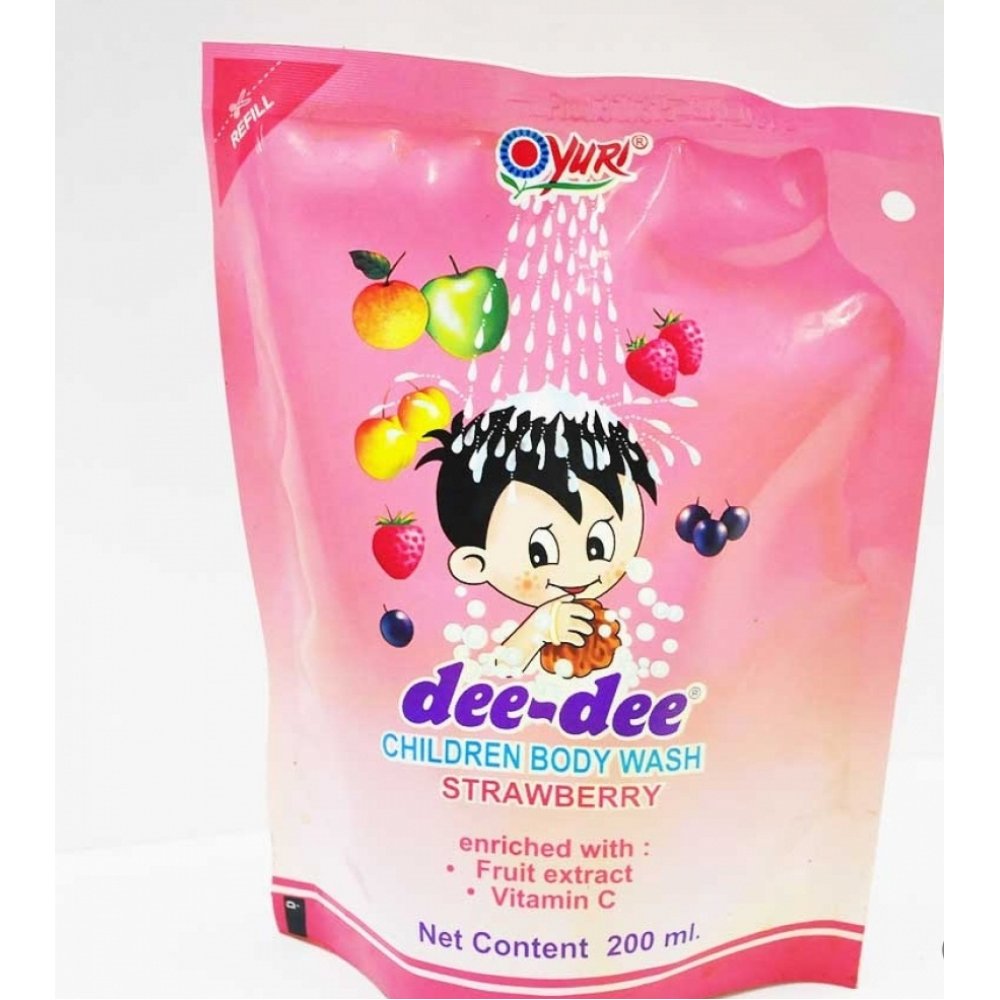 REFILL
YURI®
dee-dee®
CHILDREN BODY WASH
STRAWBERRY
enriched with :
• Fruit extract
• Vitamin C
Net Content 200 ml.